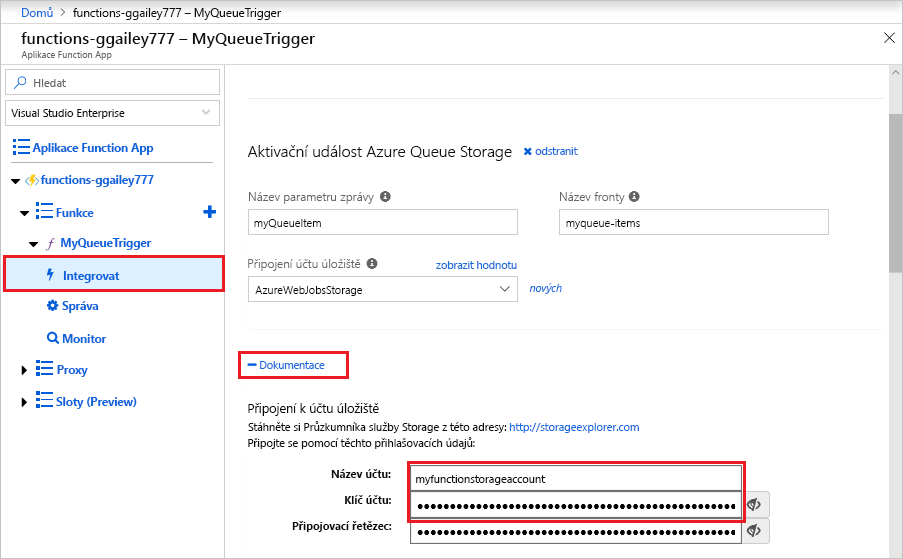 Domů > functions-ggailey777 – MyQueueTrigger
functions-ggailey777 – MyQueueTrigger
Aplikace Function App
Hledat
Visual Studio Enterprise
Aplikace Function App
functions-ggailey777
Funkce
MyQueueTrigger
Integrovat
Správa
Monitor
Proxy
Sloty (Preview)
Aktivační událost Azure Queue Storage odstranit
Název parametru zprávy Název fronty
myQueueItem myqueue-items
Připojení účtu úložiště zobrazit hodnotu
AzureWebJobsStorage nových
Dokumentace
Připojení k účtu úložiště
Stáhněte si Průzkumníka služby Storage z této adresy: http://storageexplorer.com
Připojte se pomocí těchto přihlašovacích údajů:
Název účtu: myfunctionstorageaccount
Klíč účtu:
Připojovací řetězec: